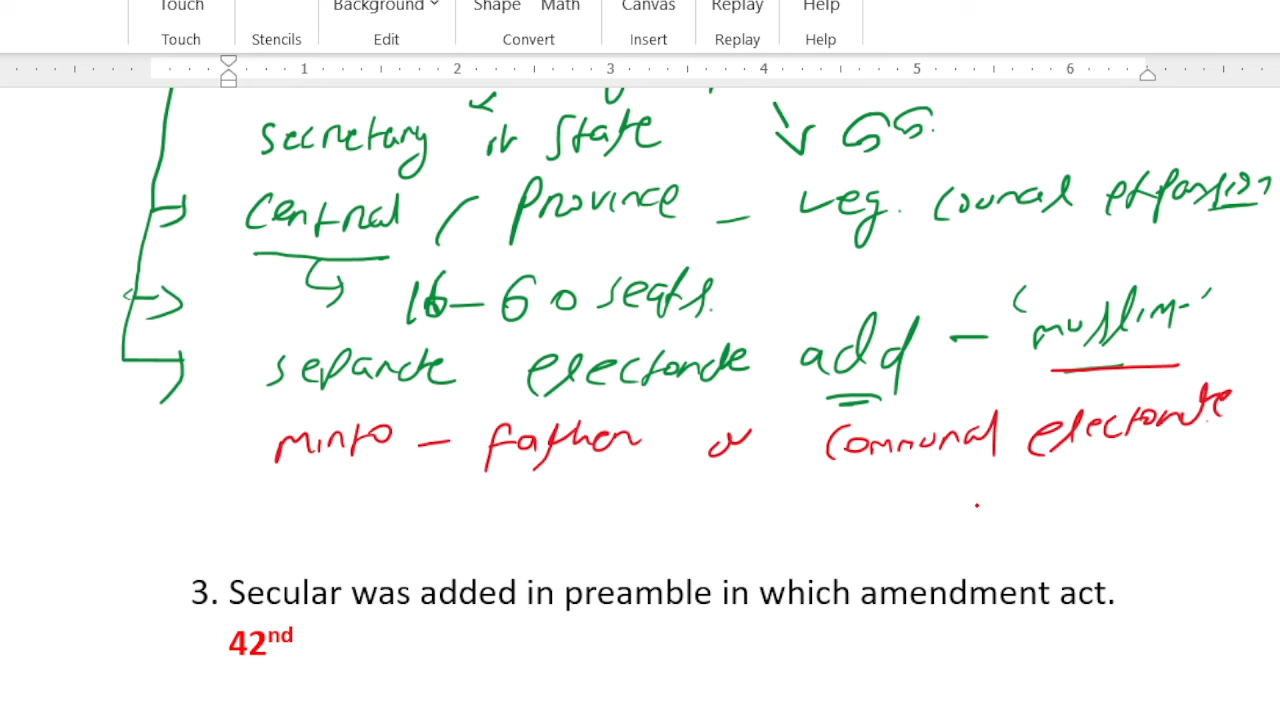 Touch Background Shape Math Canvas Replay Help
Touch Stencils Edit Convert Insert Replay Help
1 2 3 4 5 6
secretary of state GG.
Central / Province - Leg. Council expansion
16-60 seats.
separate electorate add - 'muslim'
minto - father of communal electorate
3. Secular was added in preamble in which amendment act.
42nd